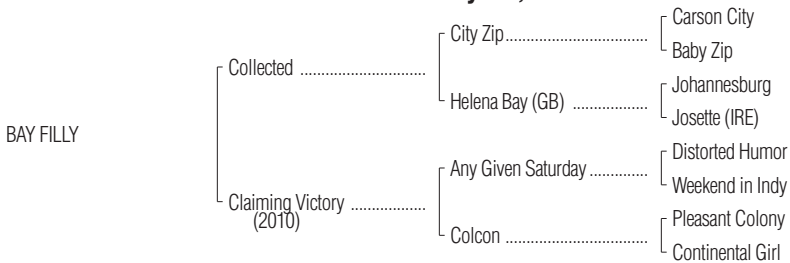 Carson City
City Zip..........................................
Baby Zip
Collected ..............................
Johannesburg
Helena Bay (GB) ..................
Josette (IRE)
BAY FILLY
Distorted Humor
Any Given Saturday ..............
Weekend in Indy
Claiming Victory ..................
(2010)
Pleasant Colony
Colcon ..................................
Continental Girl